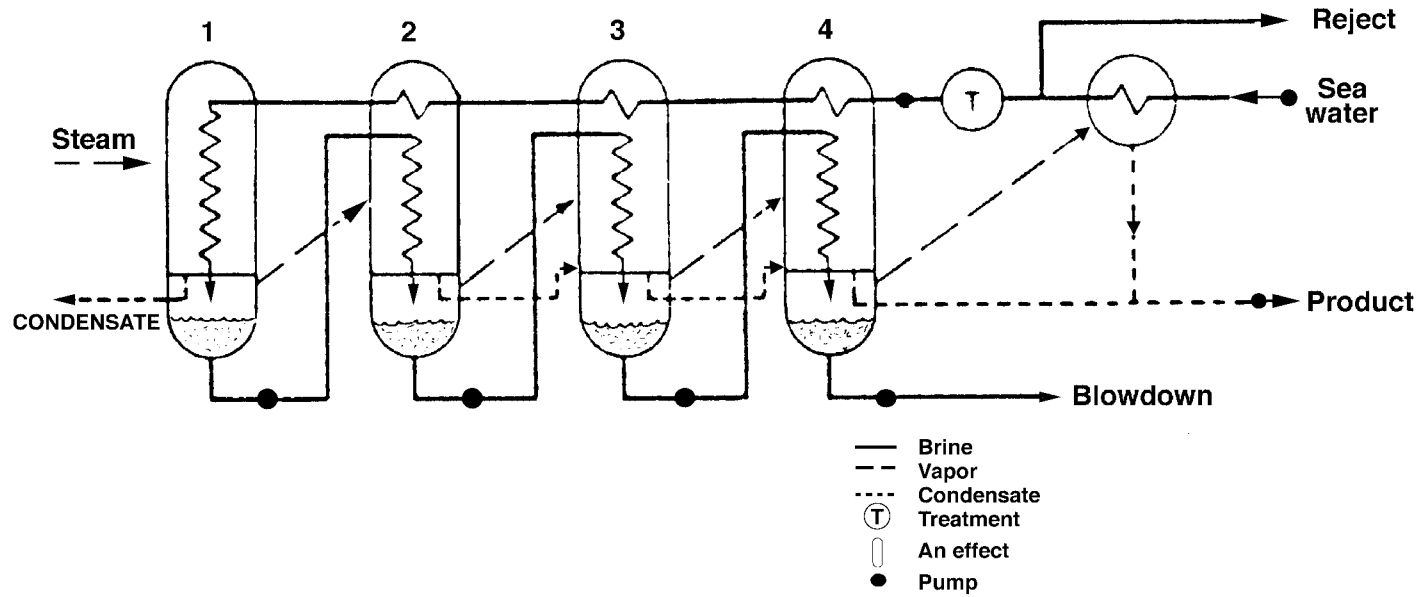 1 2 3 4
Reject
Sea
water
Steam
T
CONDENSATE
Product
Blowdown
Brine
Vapor
Condensate
T Treatment
An effect
Pump